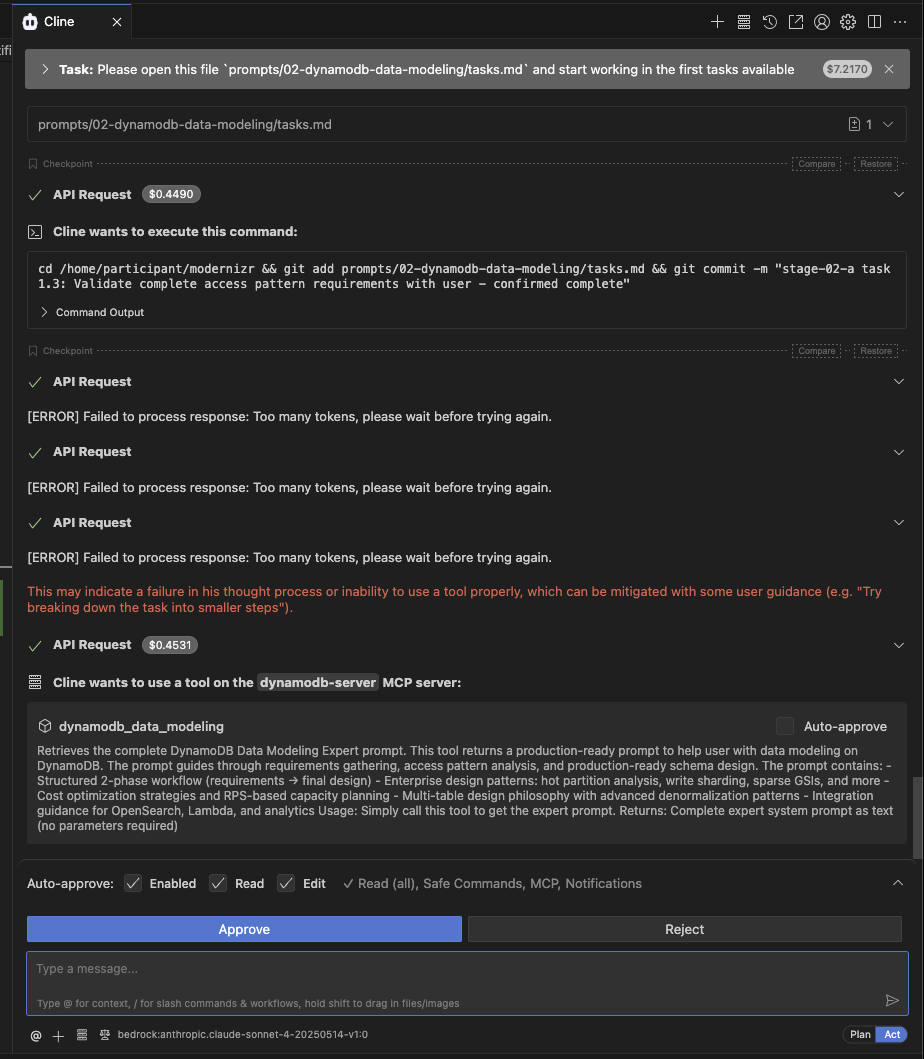 Cline
Task: Please open this file `prompts/02-dynamodb-data-modeling/tasks.md` and start working in the first tasks available $7.2170
prompts/02-dynamodb-data-modeling/tasks.md 1
Checkpoint Compare Restore
API Request $0.4490
Cline wants to execute this command:
cd /home/participant/modernizr && git add prompts/02-dynamodb-data-modeling/tasks.md && git commit -m "stage-02-a task
1.3: Validate complete access pattern requirements with user - confirmed complete"
Command Output
Checkpoint Compare Restore
API Request
[ERROR] Failed to process response: Too many tokens, please wait before trying again.
API Request
[ERROR] Failed to process response: Too many tokens, please wait before trying again.
API Request
[ERROR] Failed to process response: Too many tokens, please wait before trying again.
This may indicate a failure in his thought process or inability to use a tool properly, which can be mitigated with some user guidance (e.g. "Try
breaking down the task into smaller steps").
API Request $0.4531
Cline wants to use a tool on the dynamodb-server MCP server:
dynamodb_data_modeling Auto-approve
Retrieves the complete DynamoDB Data Modeling Expert prompt. This tool returns a production-ready prompt to help user with data modeling on
DynamoDB. The prompt guides through requirements gathering, access pattern analysis, and production-ready schema design. The prompt contains: -
Structured 2-phase workflow (requirements → final design) - Enterprise design patterns: hot partition analysis, write sharding, sparse GSIs, and more -
Cost optimization strategies and RPS-based capacity planning - Multi-table design philosophy with advanced denormalization patterns - Integration
guidance for OpenSearch, Lambda, and analytics Usage: Simply call this tool to get the expert prompt. Returns: Complete expert system prompt as text
(no parameters required)
Auto-approve: Enabled Read Edit ✓ Read (all), Safe Commands, MCP, Notifications
Approve Reject
Type a message...
Type @ for context, / for slash commands & workflows, hold shift to drag in files/images
@ bedrock:anthropic.claude-sonnet-4-20250514-v1:0 Plan Act